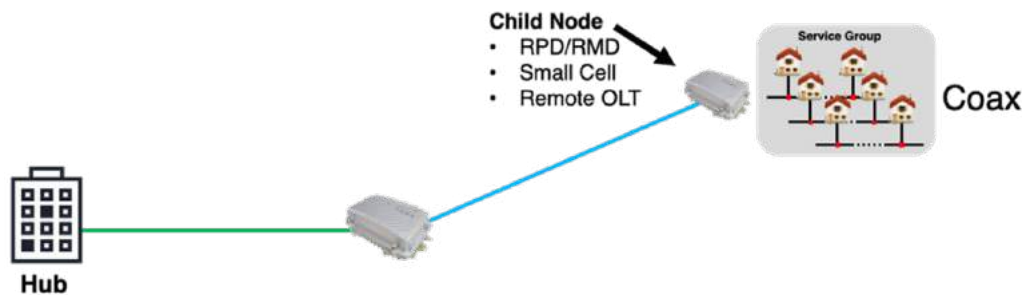 Child Node
• RPD/RMD
• Small Cell
• Remote OLT
Service Group
Coax
Hub